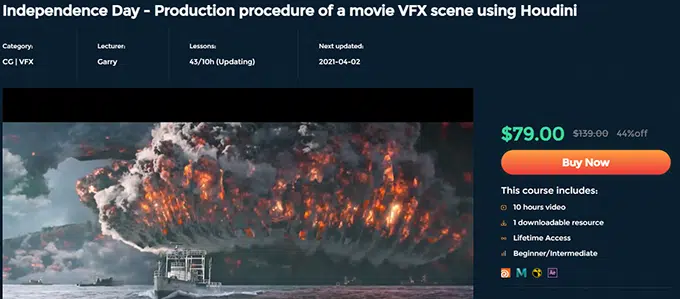 Independence Day - Production procedure of a movie VFX scene using Houdini
Category: Lecturer: Lessons: Next updated:
CG | VFX Garry 43/10h (Updating) 2021-04-02
$79.00 $139.00 44%off
Buy Now
This course includes:
10 hours video
1 downloadable resource
Lifetime Access
Beginner/Intermediate
Ae